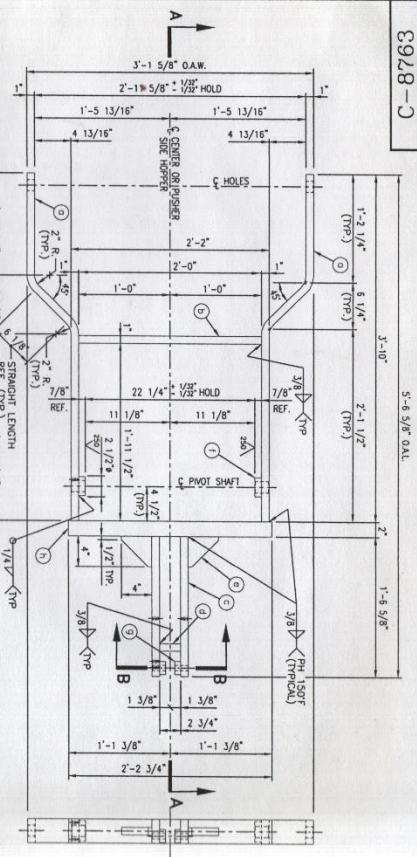 C-8763
A
3'-1 5/8" O.A.W.
2'-11 5/8" + 1/32" - 1/32" HOLD
1"
1"
1'-5 13/16"
1'-5 13/16"
4 13/16"
4 13/16"
℄ CENTER OR PUSHER
SIDE HOPPER
℄ HOLES
a
a
2" R.
(TYP.)
45°
45°
2'-2"
2'-0"
1"
1"
1'-0"
1'-0"
1'-2 1/4"
(TYP.)
6 1/4"
(TYP.)
3'-10"
5'-6 5/8" O.A.L.
6 1/8"
STRAIGHT LENGTH
REF. (TYP.)
2" R.
(TYP.)
b
1"
3/8 TYP
2'-1 1/2"
(TYP.)
7/8"
REF.
22 1/4" + 1/32" - 1/32" HOLD
7/8"
REF.
11 1/8"
11 1/8"
250
250
1'-11 1/2"
2 1/2"ø
f
℄ PIVOT SHAFT
4 1/2"
(TYP.)
2"
h
1/4 TYP
4"
1/2" TYP.
4"
e
c
d
g
3/8 TYP
3/8
PH 150°F
(TYPICAL)
1'-6 5/8"
B
B
1 3/8"
1 3/8"
2 3/4"
1'-1 3/8"
1'-1 3/8"
2'-2 3/4"
A